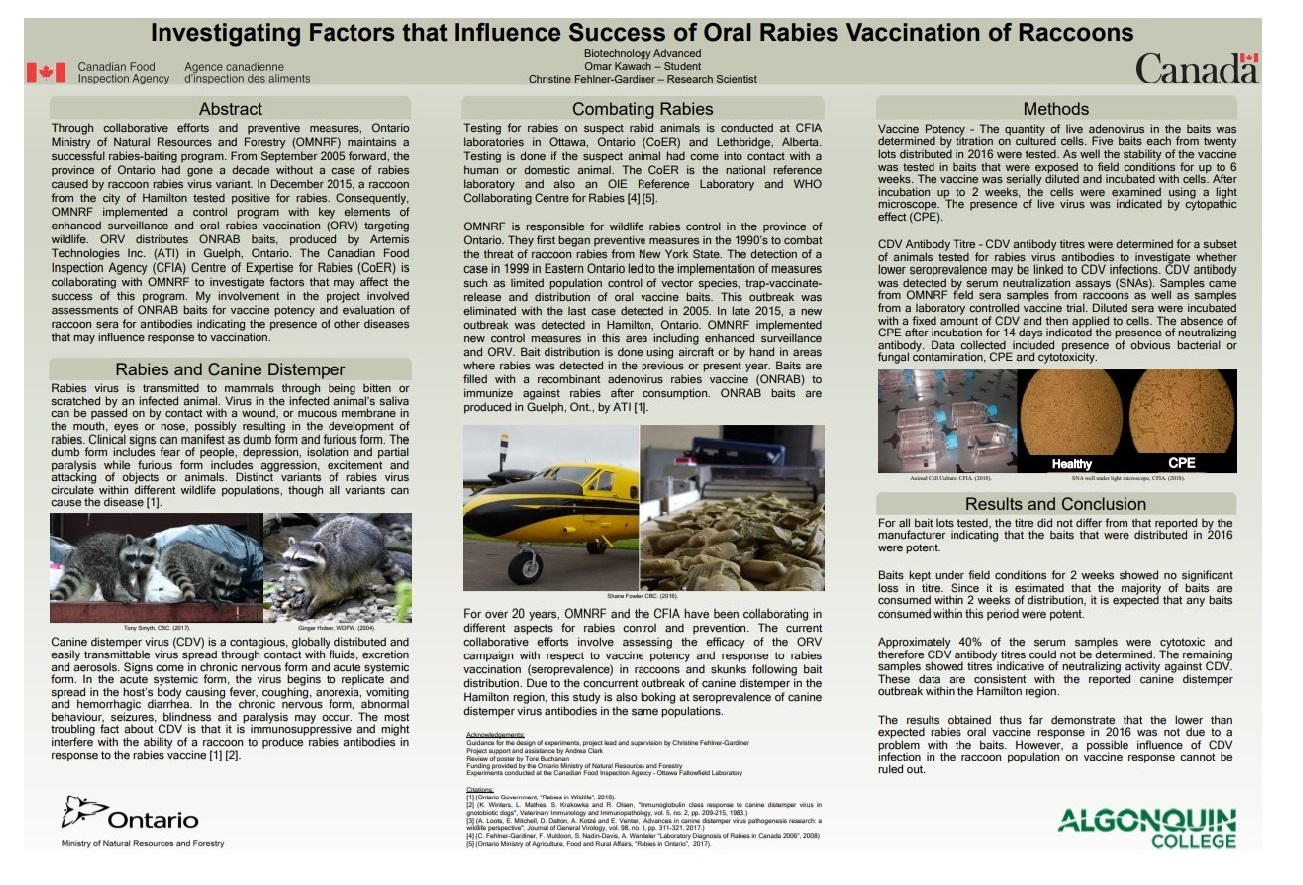 Investigating Factors that Influence Success of Oral Rabies Vaccination of Raccoons
Biotechnology Advanced
Omar Kawach – Student
Christine Fehlner-Gardiner – Research Scientist
Canadian Food
Inspection Agency
Agence canadienne
d'inspection des aliments
Canada
Abstract
Through collaborative efforts and preventive measures, Ontario
Ministry of Natural Resources and Forestry (OMNRF) maintains a
successful rabies-baiting program. From September 2005 forward, the
province of Ontario had gone a decade without a case of rabies
caused by raccoon rabies virus variant. In December 2015, a raccoon
from the city of Hamilton tested positive for rabies. Consequently,
OMNRF implemented a control program with key elements of
enhanced surveillance and oral rabies vaccination (ORV) targeting
wildlife. ORV distributes ONRAB baits, produced by Artemis
Technologies Inc. (ATI) in Guelph, Ontario. The Canadian Food
Inspection Agency (CFIA) Centre of Expertise for Rabies (CoER) is
collaborating with OMNRF to investigate factors that may affect the
success of this program. My involvement in the project involved
assessments of ONRAB baits for vaccine potency and evaluation of
raccoon sera for antibodies indicating the presence of other diseases
that may influence response to vaccination.
Rabies and Canine Distemper
Rabies virus is transmitted to mammals through being bitten or
scratched by an infected animal. Virus in the infected animal's saliva
can be passed on by contact with a wound, or mucous membrane in
the mouth, eyes or nose, possibly resulting in the development of
rabies. Clinical signs can manifest as dumb form and furious form. The
dumb form includes fear of people, depression, isolation and partial
paralysis while furious form includes aggression, excitement and
attacking of objects or animals. Distinct variants of rabies virus
circulate within different wildlife populations, though all variants can
cause the disease [1].
Tony Smyth, CBC. (2017).
Ginger Holser, WDFW. (2004).
Canine distemper virus (CDV) is a contagious, globally distributed and
easily transmittable virus spread through contact with fluids, excretion
and aerosols. Signs come in chronic nervous form and acute systemic
form. In the acute systemic form, the virus begins to replicate and
spread in the host's body causing fever, coughing, anorexia, vomiting
and hemorrhagic diarrhea. In the chronic nervous form, abnormal
behaviour, seizures, blindness and paralysis may occur. The most
troubling fact about CDV is that it is immunosuppressive and might
interfere with the ability of a raccoon to produce rabies antibodies in
response to the rabies vaccine [1] [2].
Ontario
Ministry of Natural Resources and Forestry
Combating Rabies
Testing for rabies on suspect rabid animals is conducted at CFIA
laboratories in Ottawa, Ontario (CoER) and Lethbridge, Alberta.
Testing is done if the suspect animal had come into contact with a
human or domestic animal. The CoER is the national reference
laboratory and also an OIE Reference Laboratory and WHO
Collaborating Centre for Rabies [4] [5].
OMNRF is responsible for wildlife rabies control in the province of
Ontario. They first began preventive measures in the 1990's to combat
the threat of raccoon rabies from New York State. The detection of a
case in 1999 in Eastern Ontario led to the implementation of measures
such as limited population control of vector species, trap-vaccinate-
release and distribution of oral vaccine baits. This outbreak was
eliminated with the last case detected in 2005. In late 2015, a new
outbreak was detected in Hamilton, Ontario. OMNRF implemented
new control measures in this area including enhanced surveillance
and ORV. Bait distribution is done using aircraft or by hand in areas
where rabies was detected in the previous or present year. Baits are
filled with a recombinant adenovirus rabies vaccine (ONRAB) to
immunize against rabies after consumption. ONRAB baits are
produced in Guelph, Ont., by ATI [1].
Shane Fowler CBC. (2016).
For over 20 years, OMNRF and the CFIA have been collaborating in
different aspects for rabies control and prevention. The current
collaborative efforts involve assessing the efficacy of the ORV
campaign with respect to vaccine potency and response to rabies
vaccination (seroprevalence) in raccoons and skunks following bait
distribution. Due to the concurrent outbreak of canine distemper in the
Hamilton region, this study is also looking at seroprevalence of canine
distemper virus antibodies in the same populations.
Acknowledgements:
Guidance for the design of experiments, project lead and supervision by Christine Fehlner-Gardiner
Project support and assistance by Andrea Clark
Review of poster by Tore Buchanan
Funding provided by the Ontario Ministry of Natural Resources and Forestry
Experiments conducted at the Canadian Food Inspection Agency - Ottawa Fallowfield Laboratory
Citations:
[1] (Ontario Government, "Rabies in Wildlife", 2018).
[2] (K. Winters, L. Mathes S. Krakowka and R. Olsen, "Immunoglobulin class response to canine distemper virus in
gnotobiotic dogs", Veterinary Immunology and Immunopathology, vol. 5, no. 2, pp. 209-215, 1983.)
[3] (A. Loots, E. Mitchell, D. Dalton, A. Kotzé and E. Venter, Advances in canine distemper virus pathogenesis research: a
wildlife perspective", Journal of General Virology, vol. 98, no. I, pp. 311-321, 2017.)
[4] (C. Fehlner-Gardiner, F. Muldoon, S. Nadin-Davis, A. Wandeler "Laboratory Diagnosis of Rabies in Canada 2006", 2008)
[5] (Ontario Ministry of Agriculture, Food and Rural Affairs, "Rabies in Ontario", 2017).
Methods
Vaccine Potency - The quantity of live adenovirus in the baits was
determined by titration on cultured cells. Five baits each from twenty
lots distributed in 2016 were tested. As well the stability of the vaccine
was tested in baits that were exposed to field conditions for up to 6
weeks. The vaccine was serially diluted and incubated with cells. After
incubation up to 2 weeks, the cells were examined using a light
microscope. The presence of live virus was indicated by cytopathic
effect (CPE).
CDV Antibody Titre - CDV antibody titres were determined for a subset
of animals tested for rabies virus antibodies to investigate whether
lower seroprevalence may be linked to CDV infections. CDV antibody
was detected by serum neutralization assays (SNAs). Samples came
from OMNRF field sera samples from raccoons as well as samples
from a laboratory controlled vaccine trial. Diluted sera were incubated
with a fixed amount of CDV and then applied to cells. The absence of
CPE after incubation for 14 days indicated the presence of neutralizing
antibody. Data collected included presence of obvious bacterial or
fungal contamination, CPE and cytotoxicity.
Healthy
CPE
Animal Cell Culture CFIA. (2018).
SNA well under light microscope, CFIA. (2018).
Results and Conclusion
For all bait lots tested, the titre did not differ from that reported by the
manufacturer indicating that the baits that were distributed in 2016
were potent.
Baits kept under field conditions for 2 weeks showed no significant
loss in titre. Since it is estimated that the majority of baits are
consumed within 2 weeks of distribution, it is expected that any baits
consumed within this period were potent.
Approximately 40% of the serum samples were cytotoxic and
therefore CDV antibody titres could not be determined. The remaining
samples showed titres indicative of neutralizing activity against CDV.
These data are consistent with the reported canine distemper
outbreak within the Hamilton region.
The results obtained thus far demonstrate that the lower than
expected rabies oral vaccine response in 2016 was not due to a
problem with the baits. However, a possible influence of CDV
infection in the raccoon population on vaccine response cannot be
ruled out.
ALGONQUIN
COLLEGE